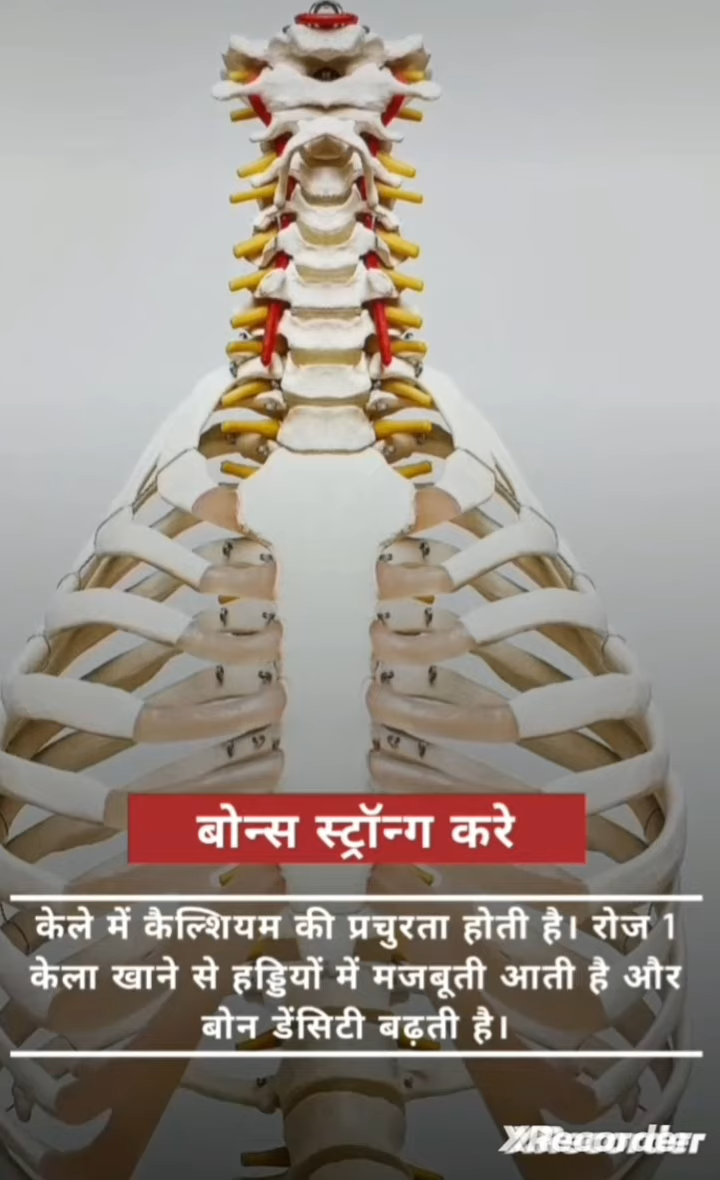 बोन्स स्ट्रॉन्ग करे
केले में कैल्शियम की प्रचुरता होती है। रोज 1
केला खाने से हड्डियों में मजबूती आती है और
बोन डेंसिटी बढ़ती है।
XRecorder